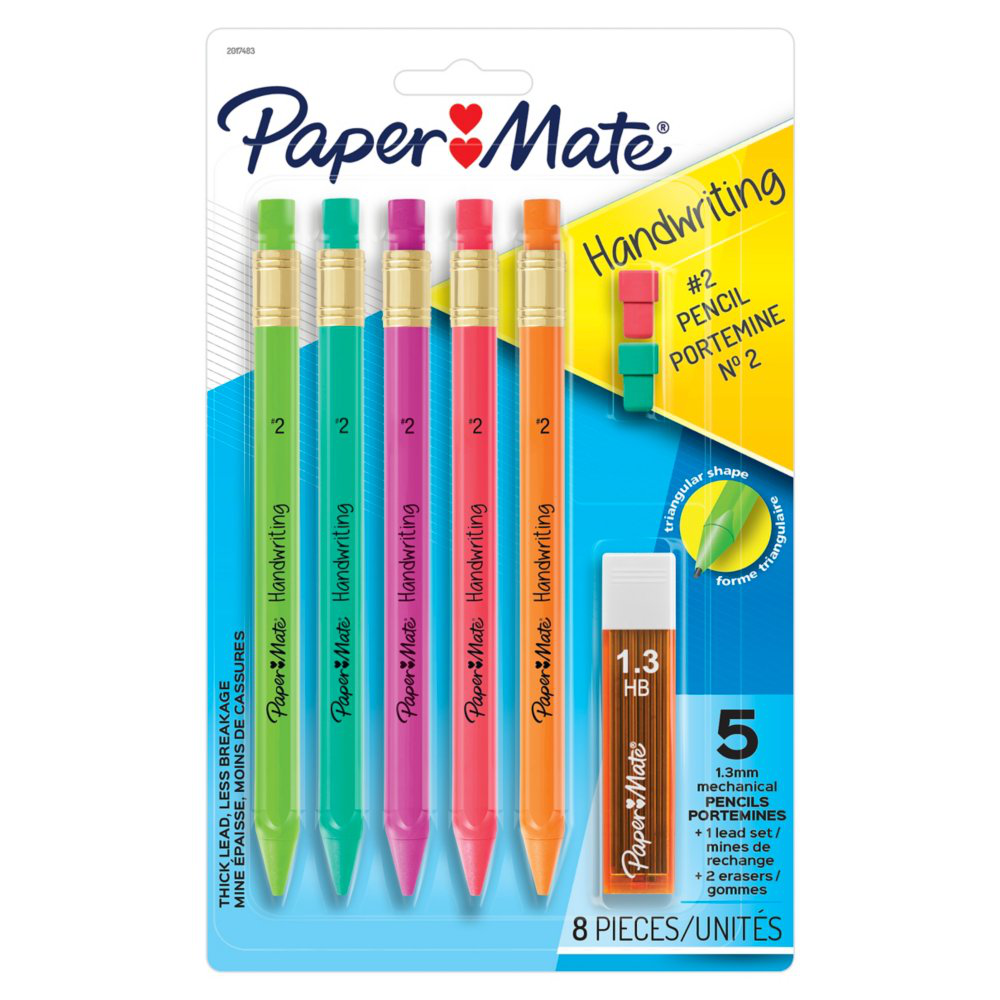 2017483
Paper Mate®
Handwriting
#2
PENCIL
PORTEMINE
Nº 2
#2 Handwriting Paper Mate®
#2 Handwriting Paper Mate®
#2 Handwriting Paper Mate®
#2 Handwriting Paper Mate®
#2 Handwriting Paper Mate®
triangular shape
forme triangulaire
1.3
HB
Paper Mate®
THICK LEAD, LESS BREAKAGE
MINE ÉPAISSE, MOINS DE CASSURES
5
1.3mm
mechanical
PENCILS
PORTEMINES
+ 1 lead set /
mines de
rechange
+ 2 erasers /
gommes
8 PIECES/UNITÉS